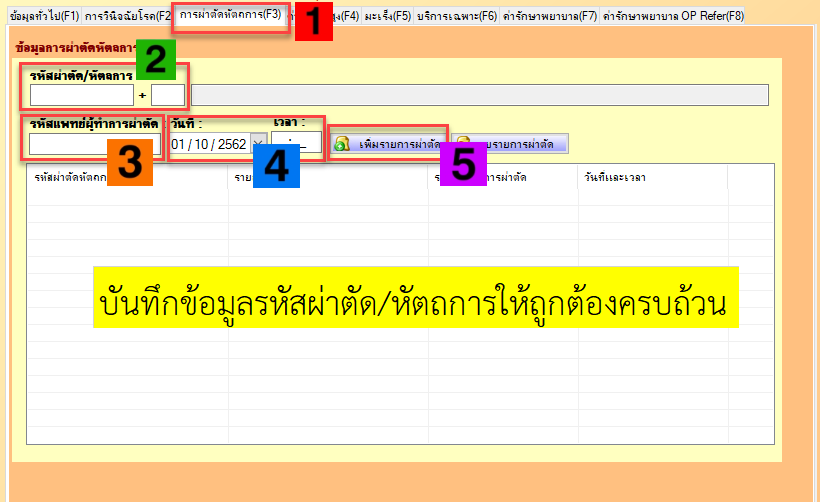 ข้อมูลทั่วไป(F1) การวินิจฉัยโรค(F2 การผ่าตัดหัตถการ(F3) (F4) มะเร็ง(F5) บริการเฉพาะ(F6) ค่ารักษาพยาบาล(F7) ค่ารักษาพยาบาล OP Refer(F8)
1
ข้อมูลการผ่าตัดหัตถการ
2
รหัสผ่าตัด/หัตถการ
+
รหัสแพทย์ผู้ทำการผ่าตัด วันที่ : เวลา :
01 / 10 / 2562 เพิ่มรายการผ่าตัด บรายการผ่าตัด
3 4 5
รหัสผ่าตัดหัตถก ราย ารผ่าตัด วันที่และเวลา
บันทึกข้อมูลรหัสผ่าตัด/หัตถการให้ถูกต้องครบถ้วน